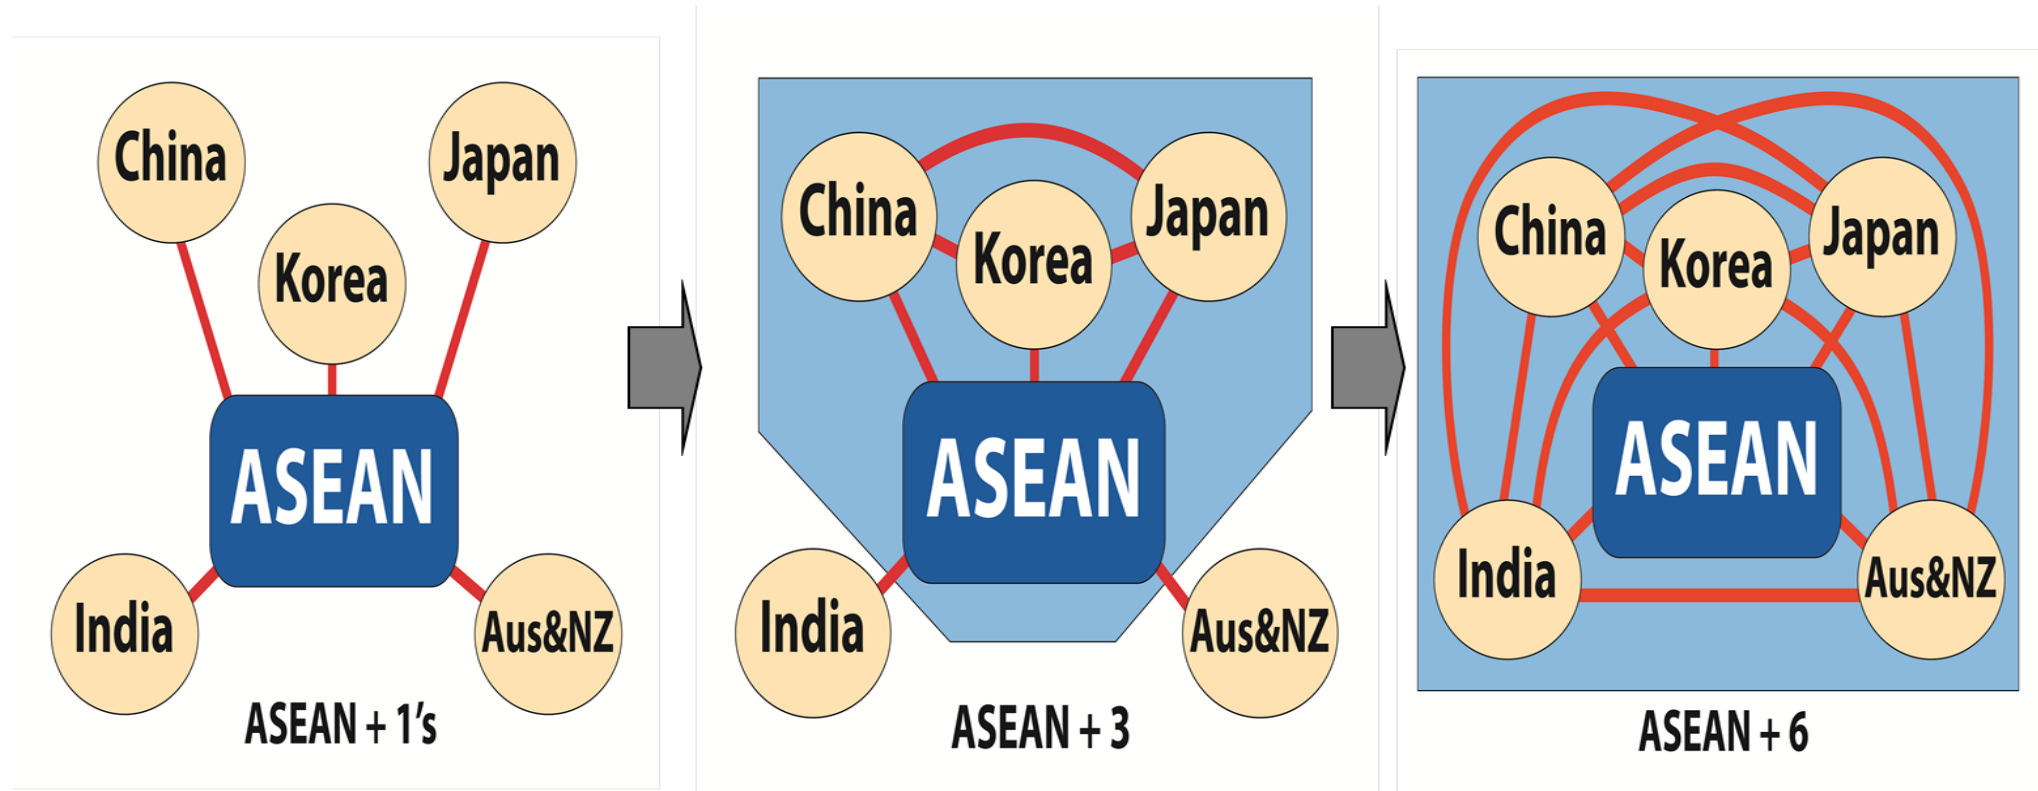 China
Japan
Korea
ASEAN
India
Aus&NZ
ASEAN + 1’s
China
Japan
Korea
ASEAN
India
Aus&NZ
ASEAN + 3
China
Japan
Korea
ASEAN
India
Aus&NZ
ASEAN + 6